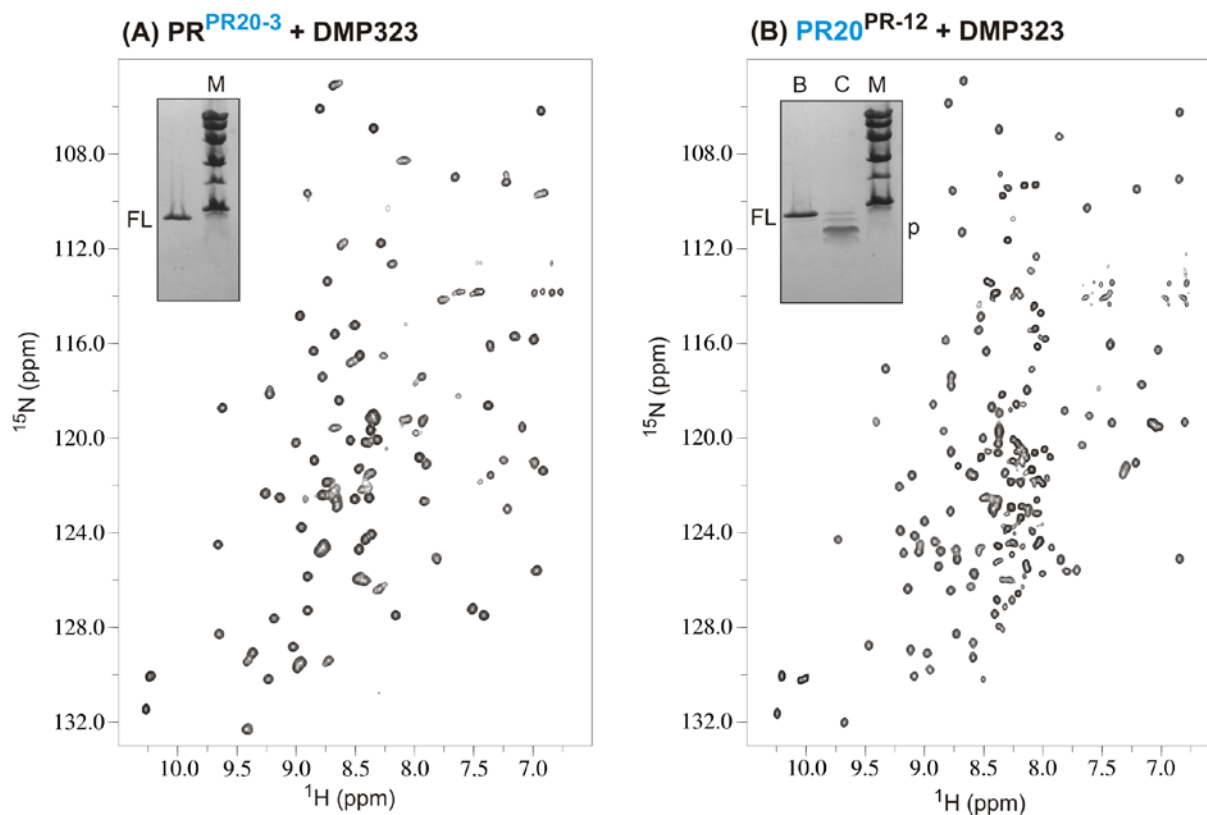 (A) PR^PR20-3 + DMP323
M
FL
108.0
112.0
116.0
120.0
124.0
128.0
132.0
15N (ppm)
10.0 9.5 9.0 8.5 8.0 7.5 7.0
1H (ppm)
(B) PR20^PR-12 + DMP323
B C M
FL
p
108.0
112.0
116.0
120.0
124.0
128.0
132.0
15N (ppm)
10.0 9.5 9.0 8.5 8.0 7.5 7.0
1H (ppm)